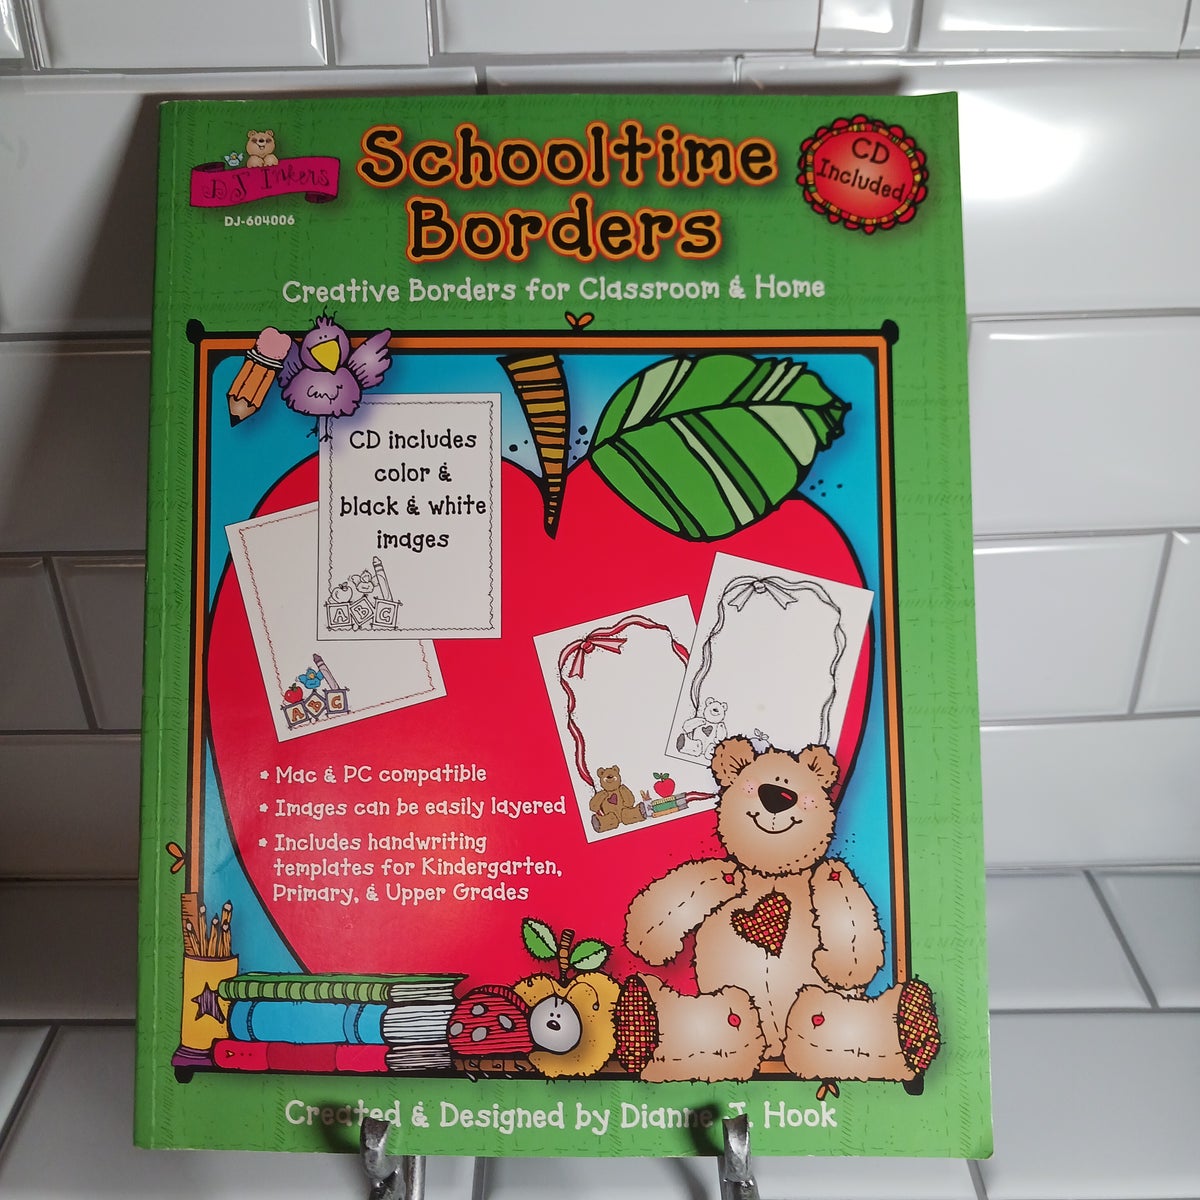 DJ Inkers
DJ-604006
Schooltime
Borders
CD
Included
Creative Borders for Classroom & Home
CD includes
color &
black & white
images
ABC
ABC
• Mac & PC compatible
• Images can be easily layered
• Includes handwriting
templates for Kindergarten,
Primary, & Upper Grades
Created & Designed by Dianne J. Hook